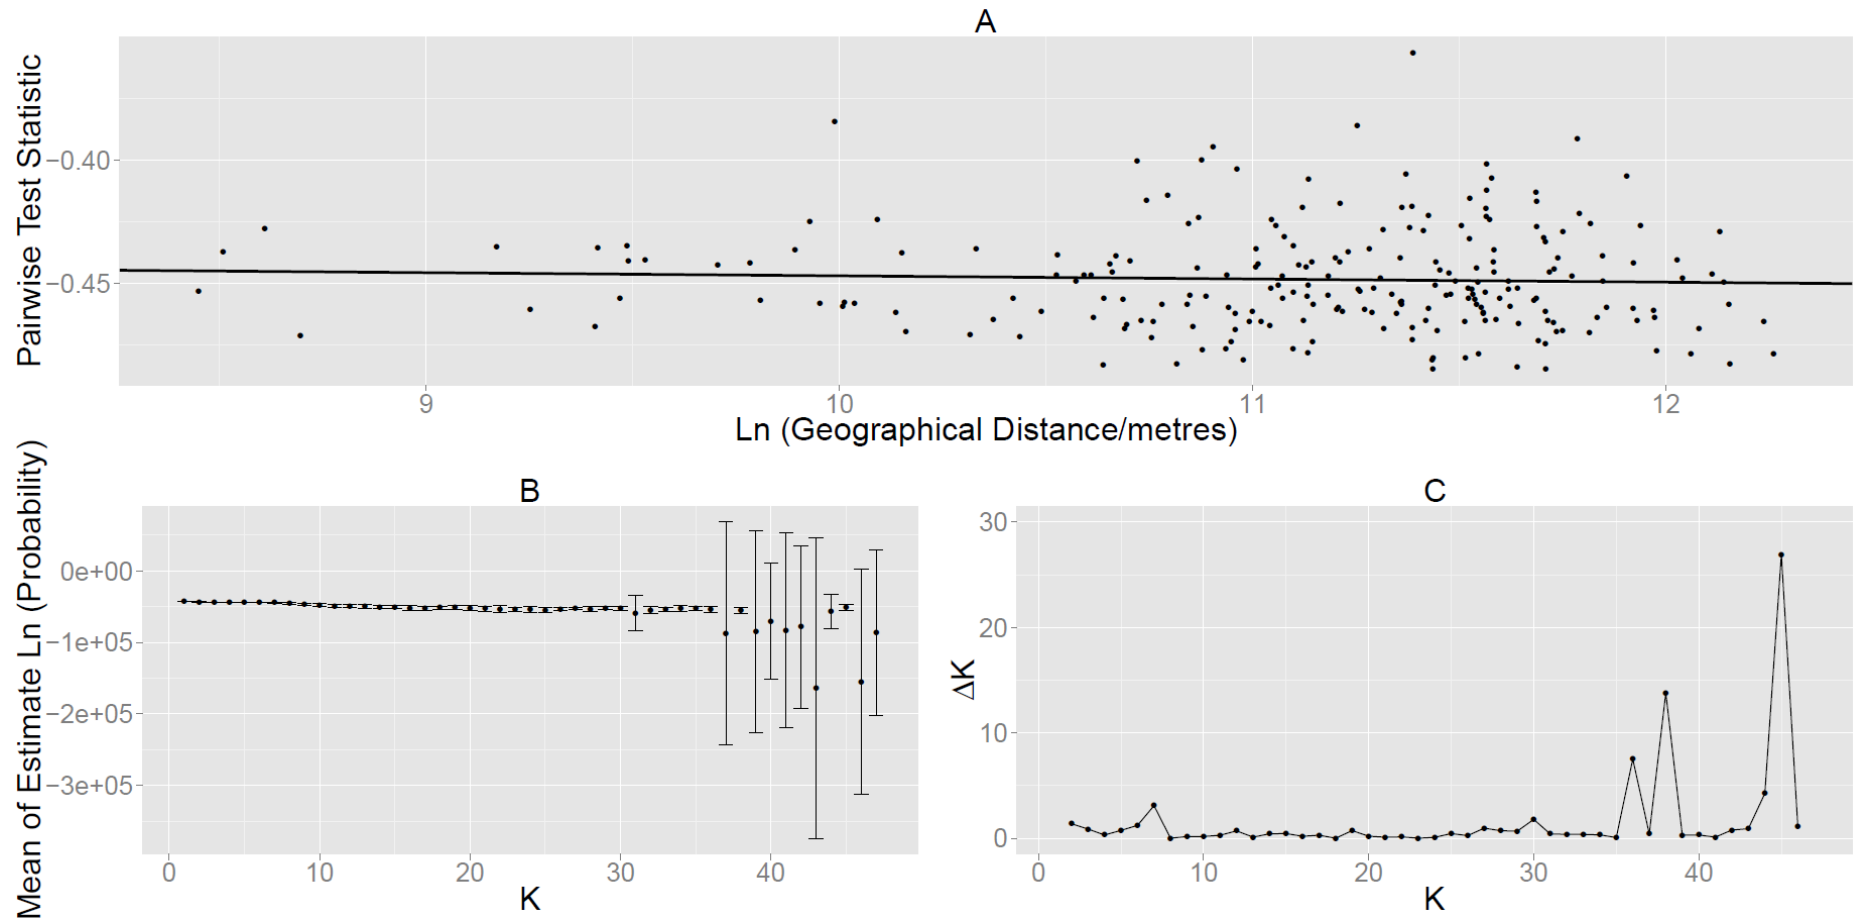 A
Pairwise Test Statistic
−0.40
−0.45
9 10 11 12
Ln (Geographical Distance/metres)
B
Mean of Estimate Ln (Probability)
0e+00
−1e+05
−2e+05
−3e+05
0 10 20 30 40
K
C
ΔK
30
20
10
0
0 10 20 30 40
K